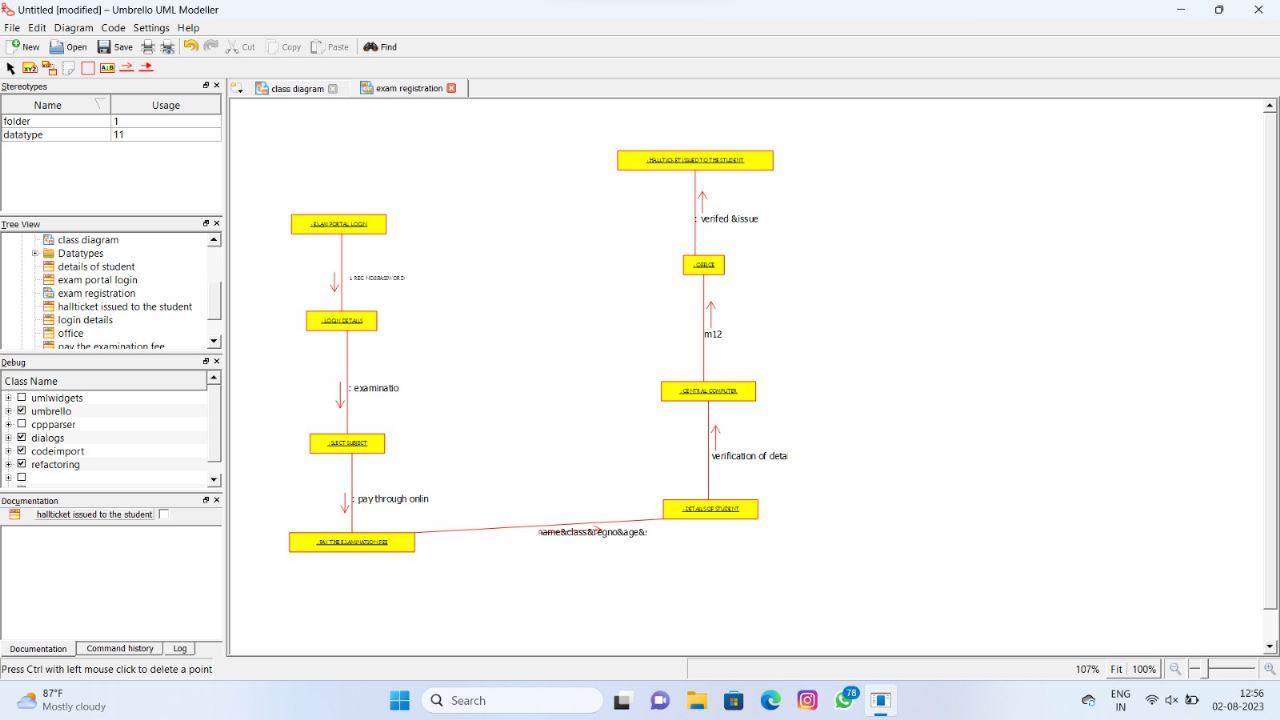 Untitled [modified] – Umbrello UML Modeller
File Edit Diagram Code Settings Help
New Open Save Cut Copy Paste Find
XYZ A|B
Stereotypes
Name Usage
folder 1
datatype 11
Tree View
class diagram
Datatypes
details of student
exam portal login
exam registration
hallticket issued to the student
login details
office
pay the examination fee
Debug
Class Name
umlwidgets
umbrello
cppparser
dialogs
codeimport
refactoring
Documentation
hallticket issued to the student
Documentation Command history Log
Press Ctrl with left mouse click to delete a point
class diagram exam registration
: HALLTICKET ISSUED TO THE STUDENT
: verifed &issue
: EXAM PORTAL LOGIN
: OFFICE
: LOGIN DETAILS
m12
: examinatio
: CENTRAL COMPUTER
: SLECT SUBJECT
verification of detai
: pay through onlin
: DETAILS OF STUDENT
name&class&regno&age&
: PAY THE EXAMINATION FEE
107% Fit 100%
87°F
Mostly cloudy
Search
78
ENG
IN
12:56
02-08-2023